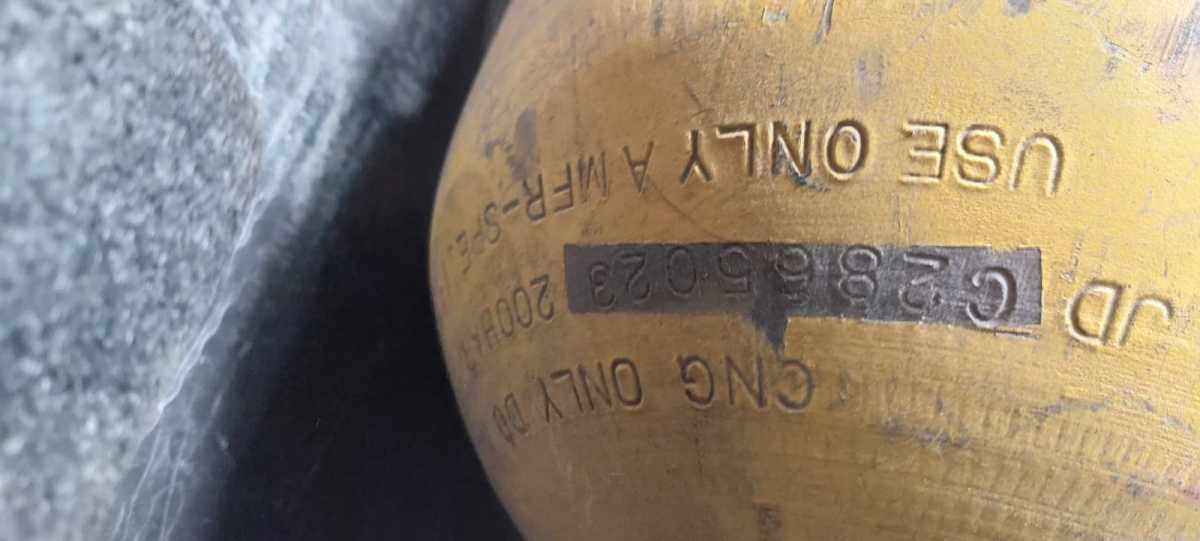 CNG ONLY
JD C2865023
USE ONLY A MFR-SPE